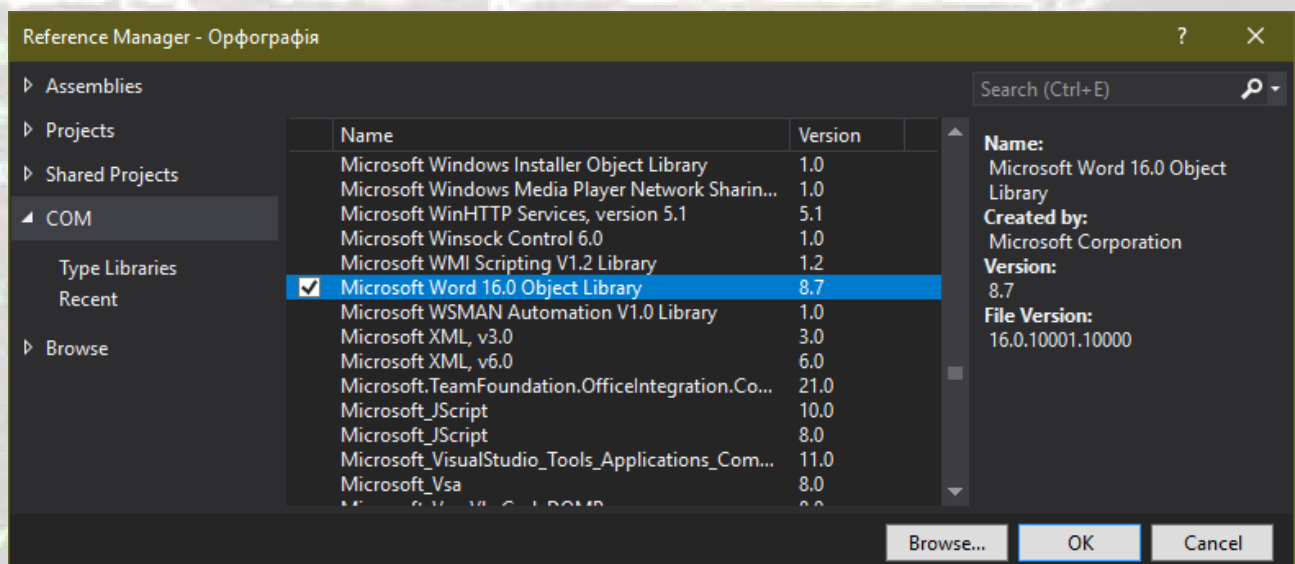 Reference Manager - Орфографія
? ×
Assemblies
Projects
Shared Projects
COM
Type Libraries
Recent
Browse
Name Version
Microsoft Windows Installer Object Library 1.0
Microsoft Windows Media Player Network Sharin... 1.0
Microsoft WinHTTP Services, version 5.1 5.1
Microsoft Winsock Control 6.0 1.0
Microsoft WMI Scripting V1.2 Library 1.2
Microsoft Word 16.0 Object Library 8.7
Microsoft WSMAN Automation V1.0 Library 1.0
Microsoft XML, v3.0 3.0
Microsoft XML, v6.0 6.0
Microsoft.TeamFoundation.OfficeIntegration.Co... 21.0
Microsoft_JScript 10.0
Microsoft_JScript 8.0
Microsoft_VisualStudio_Tools_Applications_Com... 11.0
Microsoft_Vsa 8.0
Search (Ctrl+E)
Name:
Microsoft Word 16.0 Object
Library
Created by:
Microsoft Corporation
Version:
8.7
File Version:
16.0.10001.10000
Browse... OK Cancel